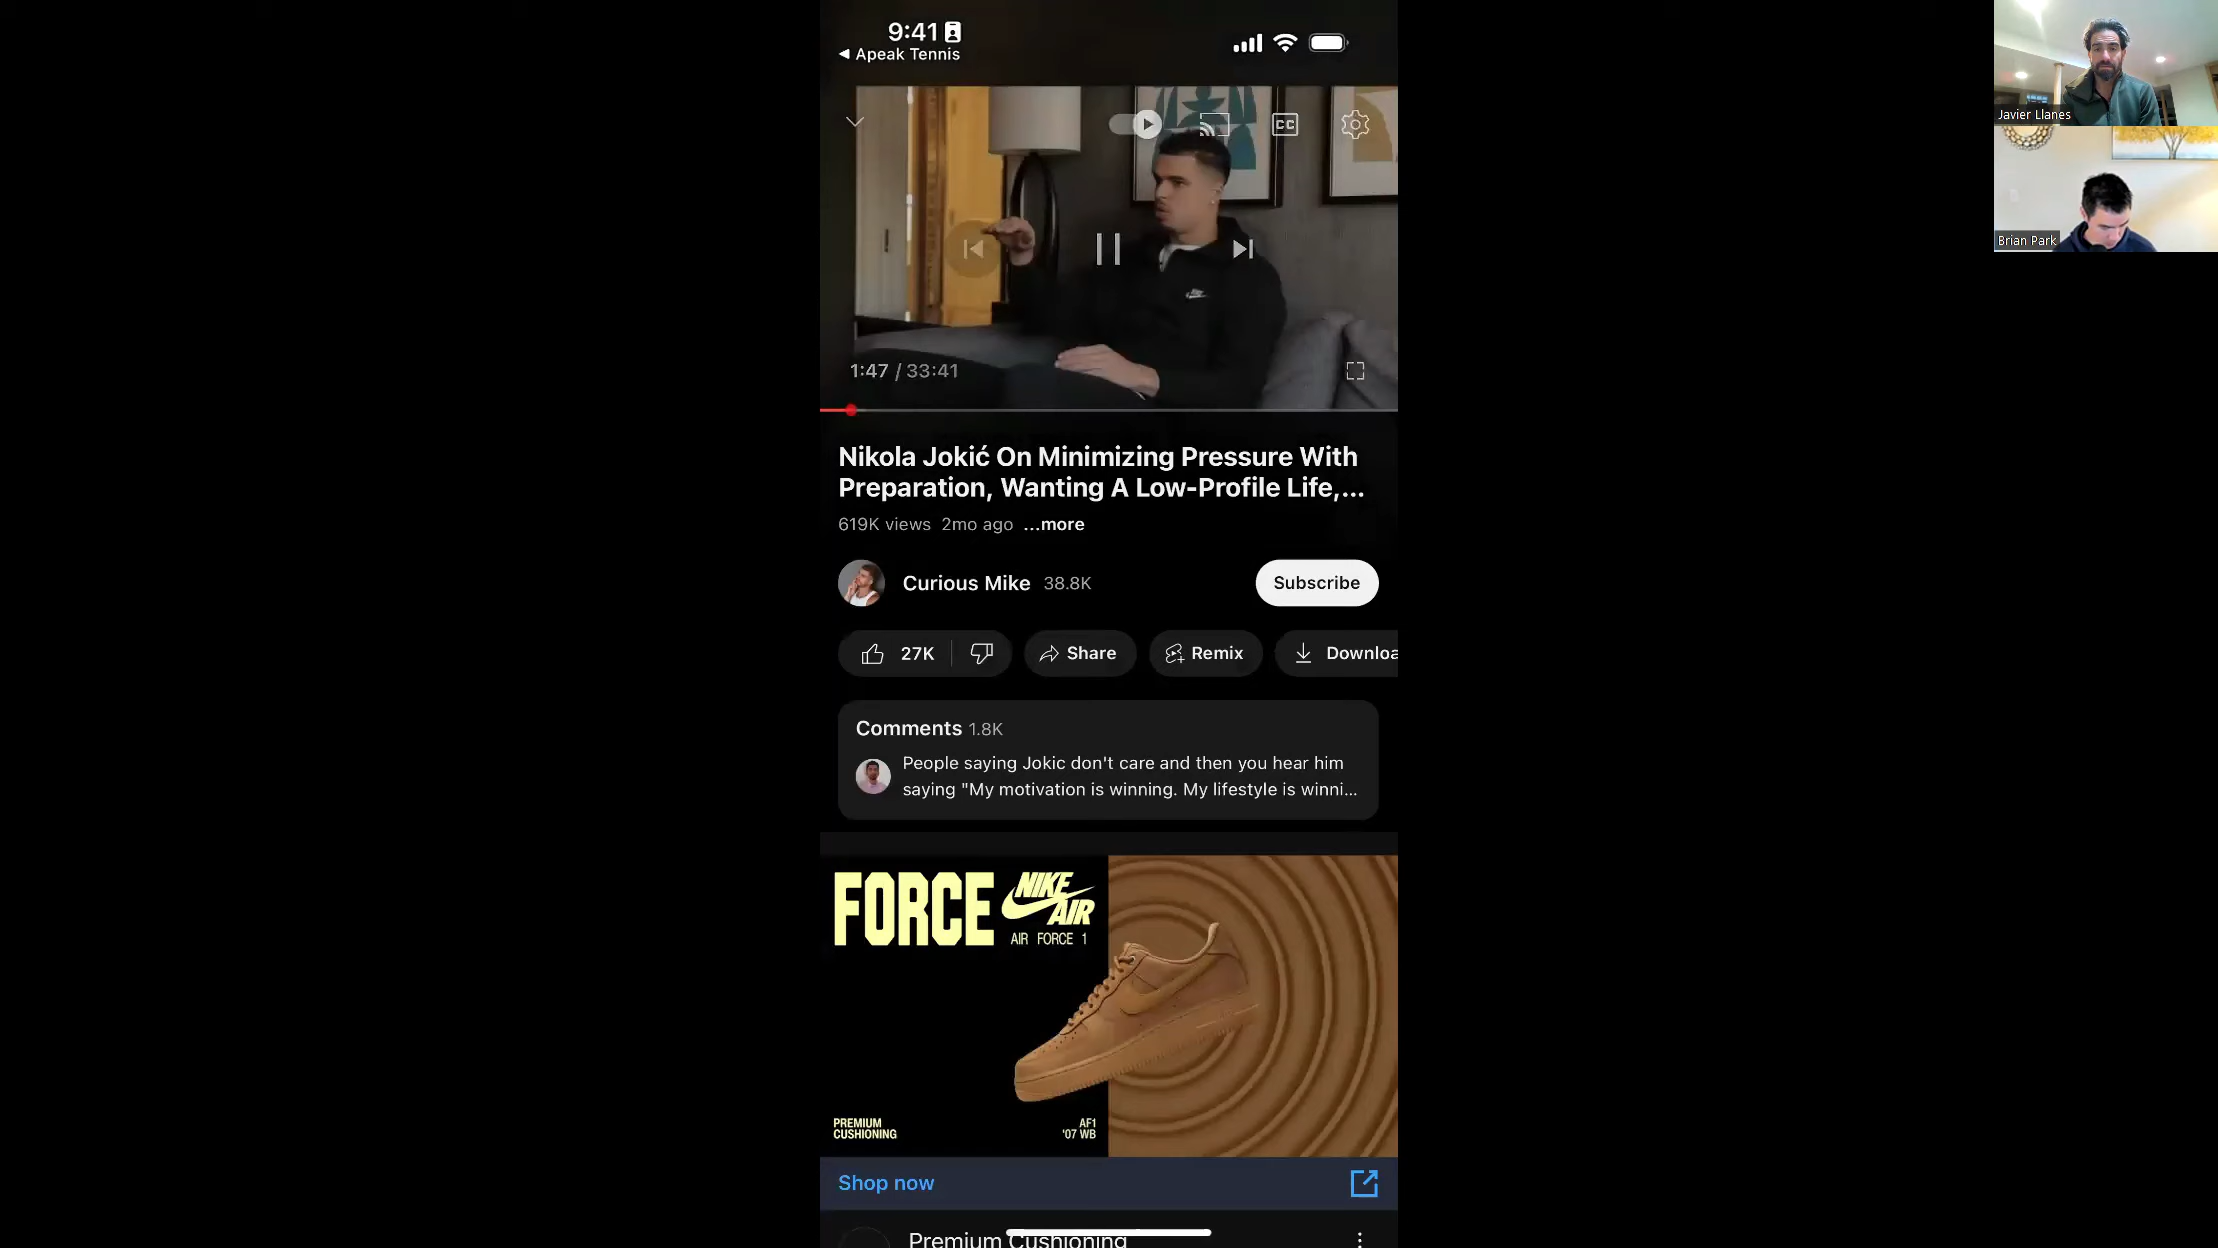 9:41
◀ Apeak Tennis
CC
1:47 / 33:41
Nikola Jokić On Minimizing Pressure With
Preparation, Wanting A Low-Profile Life,...
619K views 2mo ago ...more
Curious Mike 38.8K
Subscribe
27K
Share
Remix
Downloa
Comments 1.8K
People saying Jokic don't care and then you hear him
saying "My motivation is winning. My lifestyle is winni...
FORCE
NIKE
AIR
AIR FORCE 1
PREMIUM
CUSHIONING
AF1
'07 WB
Shop now
Premium Cushioning
Javier Llanes
Brian Park